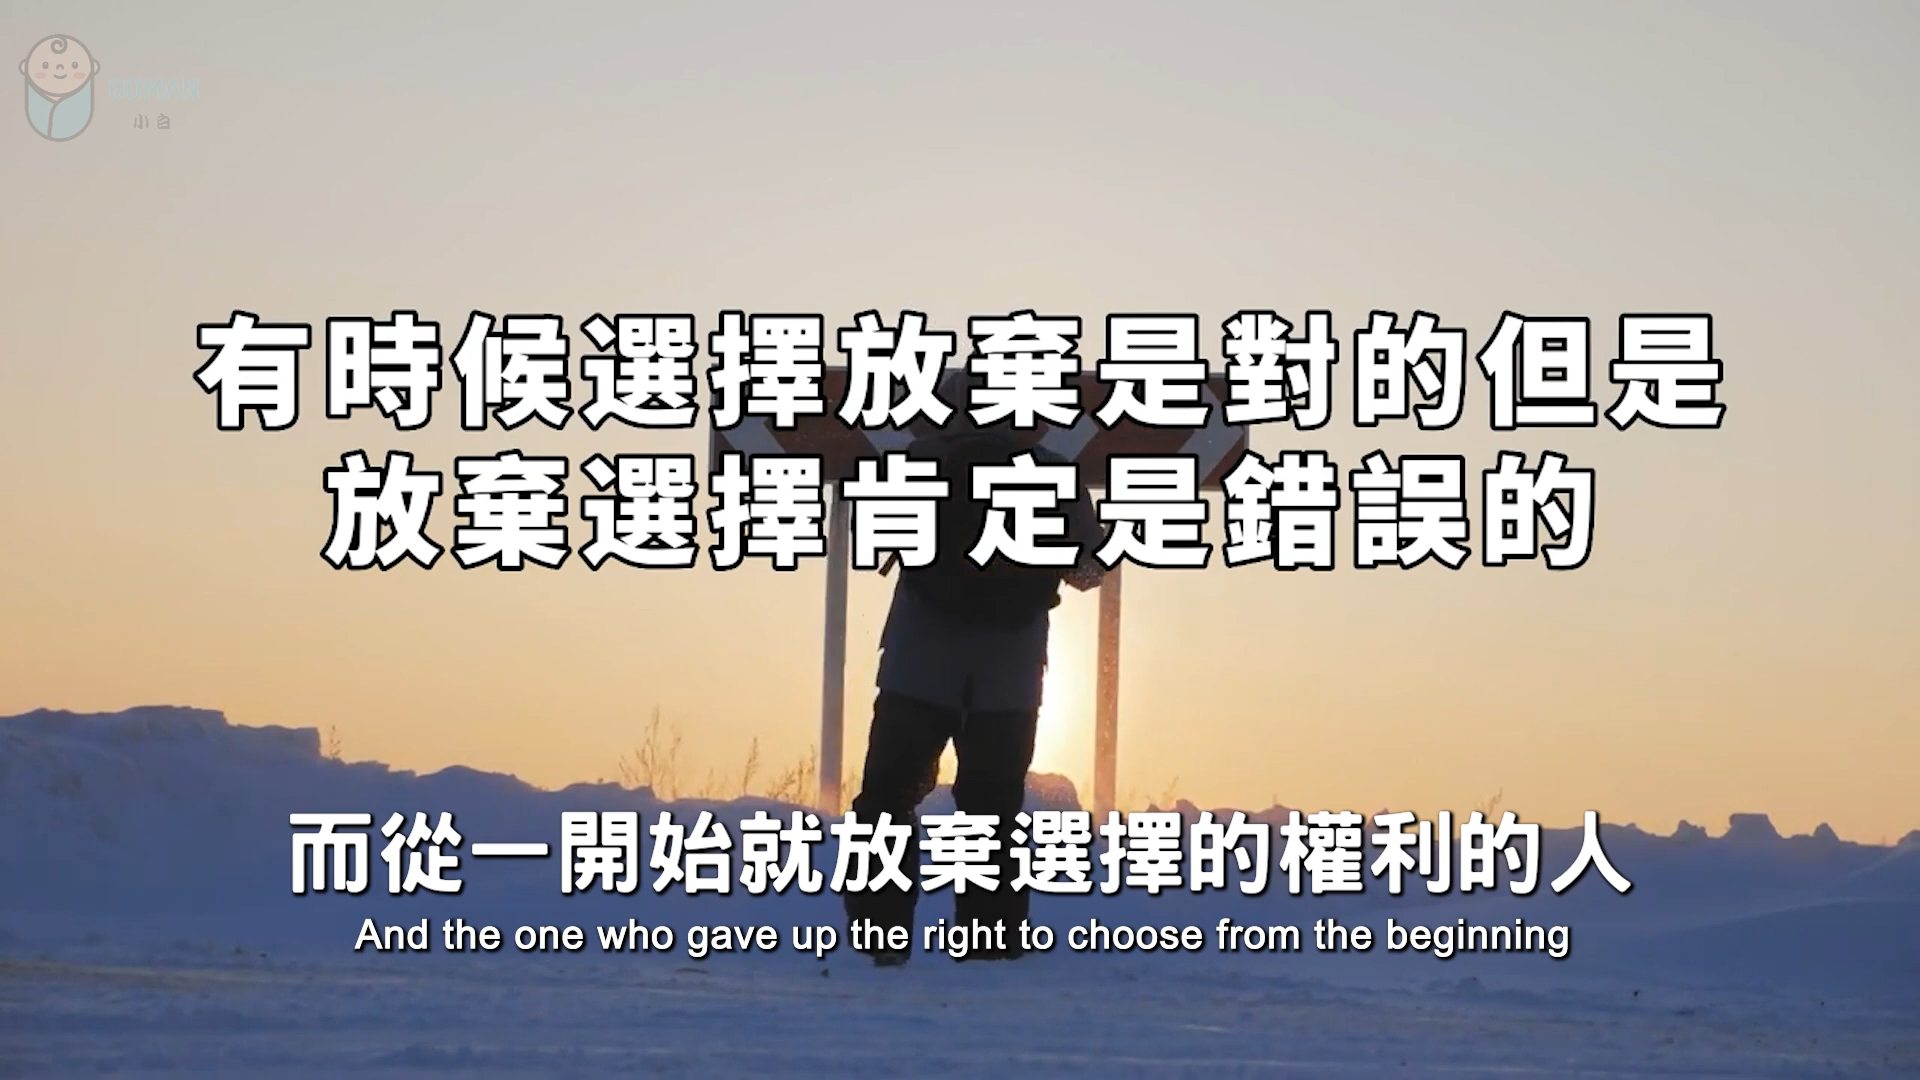 小白
有時候選擇放棄是對的但是
放棄選擇肯定是錯誤的
而從一開始就放棄選擇的權利的人
And the one who gave up the right to choose from the beginning